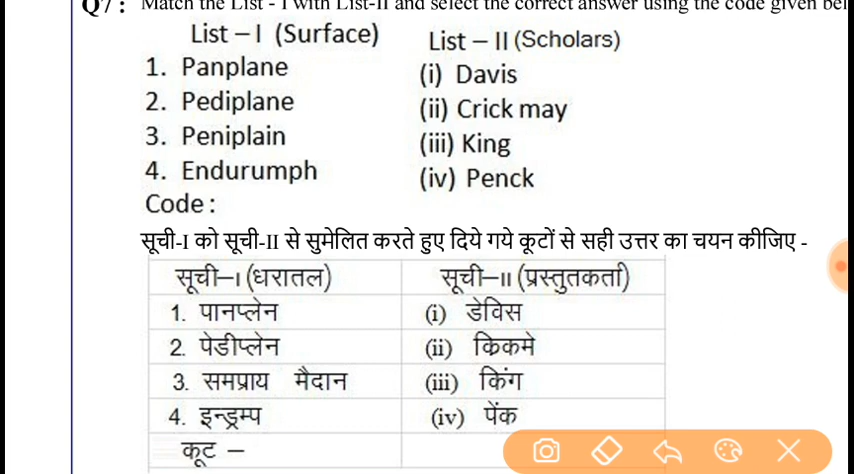 Q7: Match the List - I with List-II and select the correct answer using the code given bel
List – I (Surface) List – II (Scholars)
1. Panplane (i) Davis
2. Pediplane (ii) Crick may
3. Peniplain (iii) King
4. Endurumph (iv) Penck
Code :
सूची-I को सूची-II से सुमेलित करते हुए दिये गये कूटों से सही उत्तर का चयन कीजिए -
सूची–I (धरातल) सूची–II (प्रस्तुतकर्ता)
1. पानप्लेन (i) डेविस
2. पेडीप्लेन (ii) क्रिकमे
3. समप्राय मैदान (iii) किंग
4. इन्ड्रम्प (iv) पेंक
कूट –